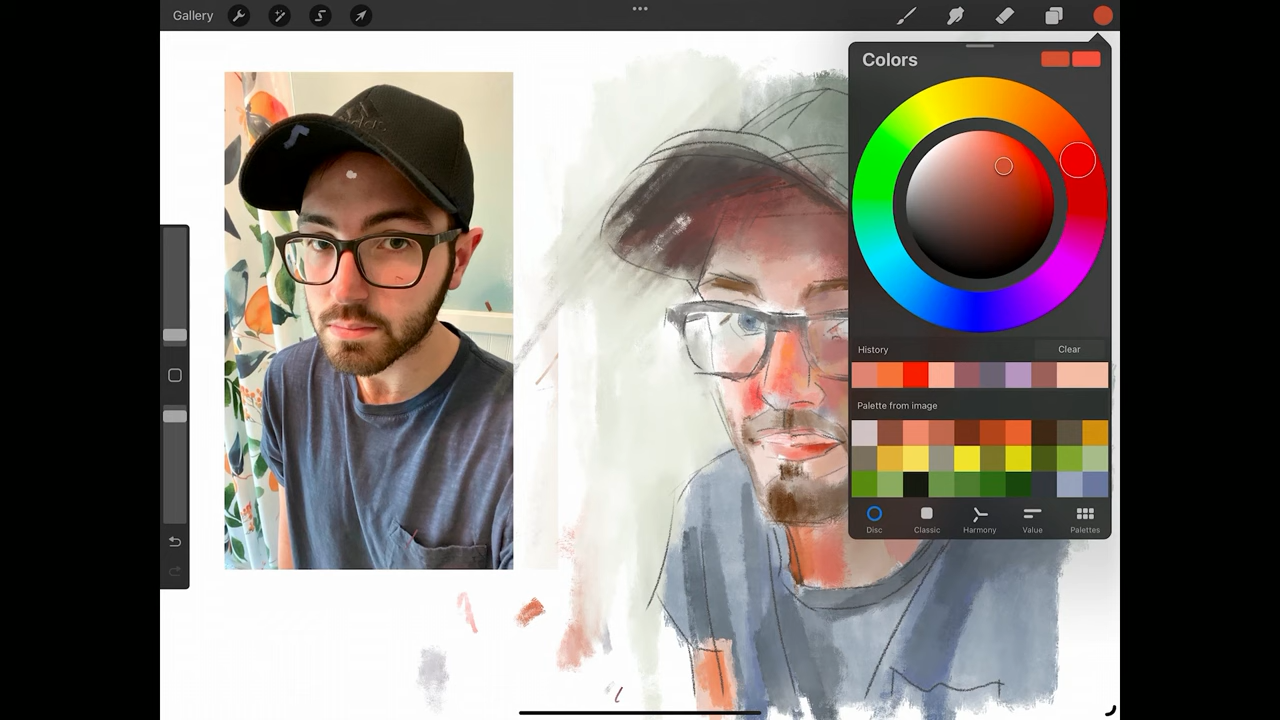 Gallery
Colors
History
Clear
Palette from image
Disc
Classic
Harmony
Value
Palettes